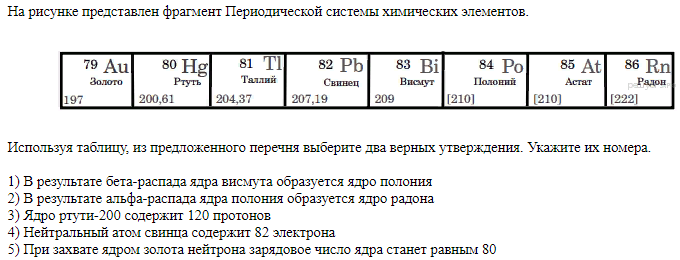 На рисунке представлен фрагмент Периодической системы химических элементов.
79 Au 80 Hg 81 Tl 82 Pb 83 Bi 84 Po 85 At 86 Rn
Золото Ртуть Таллий Свинец Висмут Полоний Астат Радон
197 200,61 204,37 207,19 209 [210] [210] [222]
Используя таблицу, из предложенного перечня выберите два верных утверждения. Укажите их номера.
1) В результате бета-распада ядра висмута образуется ядро полония
2) В результате альфа-распада ядра полония образуется ядро радона
3) Ядро ртути-200 содержит 120 протонов
4) Нейтральный атом свинца содержит 82 электрона
5) При захвате ядром золота нейтрона зарядовое число ядра станет равным 80